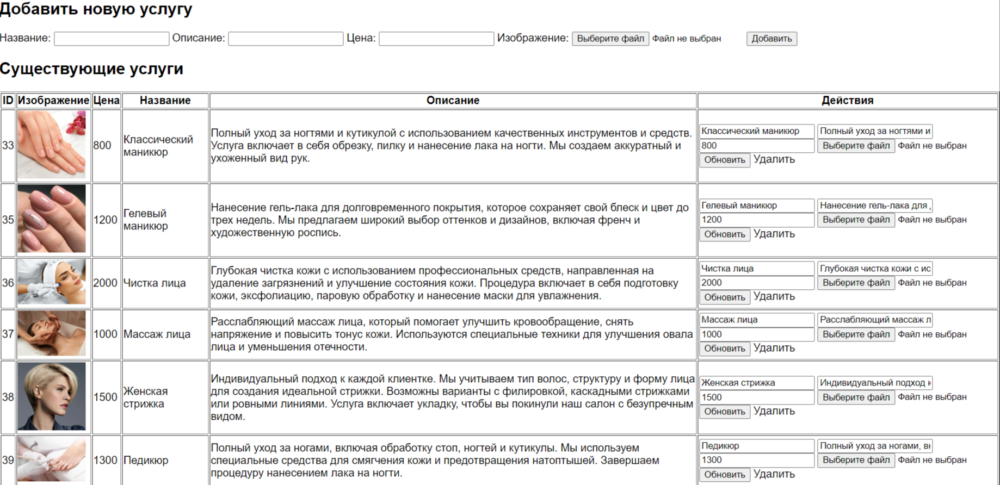 Добавить новую услугу
Название: Описание: Цена: Изображение: Выберите файл Файл не выбран Добавить
Существующие услуги
ID Изображение Цена Название Описание Действия
33 800 Классический маникюр
Полный уход за ногтями и кутикулой с использованием качественных инструментов и средств.
Услуга включает в себя обрезку, пилку и нанесение лака на ногти. Мы создаем аккуратный и
ухоженный вид рук.
Классический маникюр Полный уход за ногтями и
800 Выберите файл Файл не выбран
Обновить Удалить
35 1200 Гелевый маникюр
Нанесение гель-лака для долговременного покрытия, которое сохраняет свой блеск и цвет до
трех недель. Мы предлагаем широкий выбор оттенков и дизайнов, включая френч и
художественную роспись.
Гелевый маникюр Нанесение гель-лака для
1200 Выберите файл Файл не выбран
Обновить Удалить
36 2000 Чистка лица
Глубокая чистка кожи с использованием профессиональных средств, направленная на
удаление загрязнений и улучшение состояния кожи. Процедура включает в себя подготовку
кожи, эксфолиацию, паровую обработку и нанесение маски для увлажнения.
Чистка лица Глубокая чистка кожи с ис
2000 Выберите файл Файл не выбран
Обновить Удалить
37 1000 Массаж лица
Расслабляющий массаж лица, который помогает улучшить кровообращение, снять
напряжение и повысить тонус кожи. Используются специальные техники для улучшения овала
лица и уменьшения отечности.
Массаж лица Расслабляющий массаж л
1000 Выберите файл Файл не выбран
Обновить Удалить
38 1500 Женская стрижка
Индивидуальный подход к каждой клиентке. Мы учитываем тип волос, структуру и форму лица
для создания идеальной стрижки. Возможны варианты с филировкой, каскадными стрижками
или ровными линиями. Услуга включает укладку, чтобы вы покинули наш салон с безупречным
видом.
Женская стрижка Индивидуальный подход к
1500 Выберите файл Файл не выбран
Обновить Удалить
39 1300 Педикюр
Полный уход за ногами, включая обработку стоп, ногтей и кутикулы. Мы используем
специальные средства для смягчения кожи и предотвращения натоптышей. Завершаем
процедуру нанесением лака на ногти.
Педикюр Полный уход за ногами, вк
1300 Выберите файл Файл не выбран
Обновить Удалить